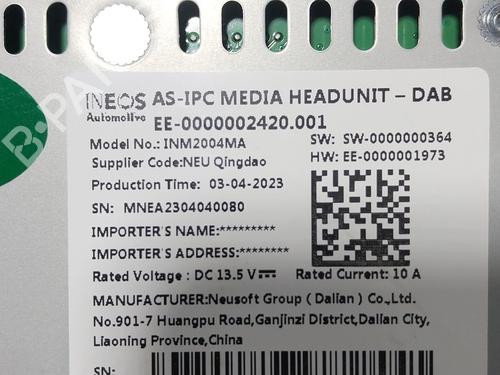 INEOS
Automotive
AS-IPC MEDIA HEADUNIT – DAB
EE-0000002420.001
Model No.: INM2004MA
SW: SW-0000000364
Supplier Code:NEU Qingdao
HW: EE-0000001973
Production Time: 03-04-2023
SN: MNEA2304040080
IMPORTER'S NAME:*********
IMPORTER'S ADDRESS:********
Rated Voltage : DC 13.5 V
Rated Current: 10 A
MANUFACTURER:Neusoft Group ( Dalian ) Co.,Ltd.
No.901-7 Huangpu Road,Ganjinzi District,Dalian City,
Liaoning Province,China
SN: